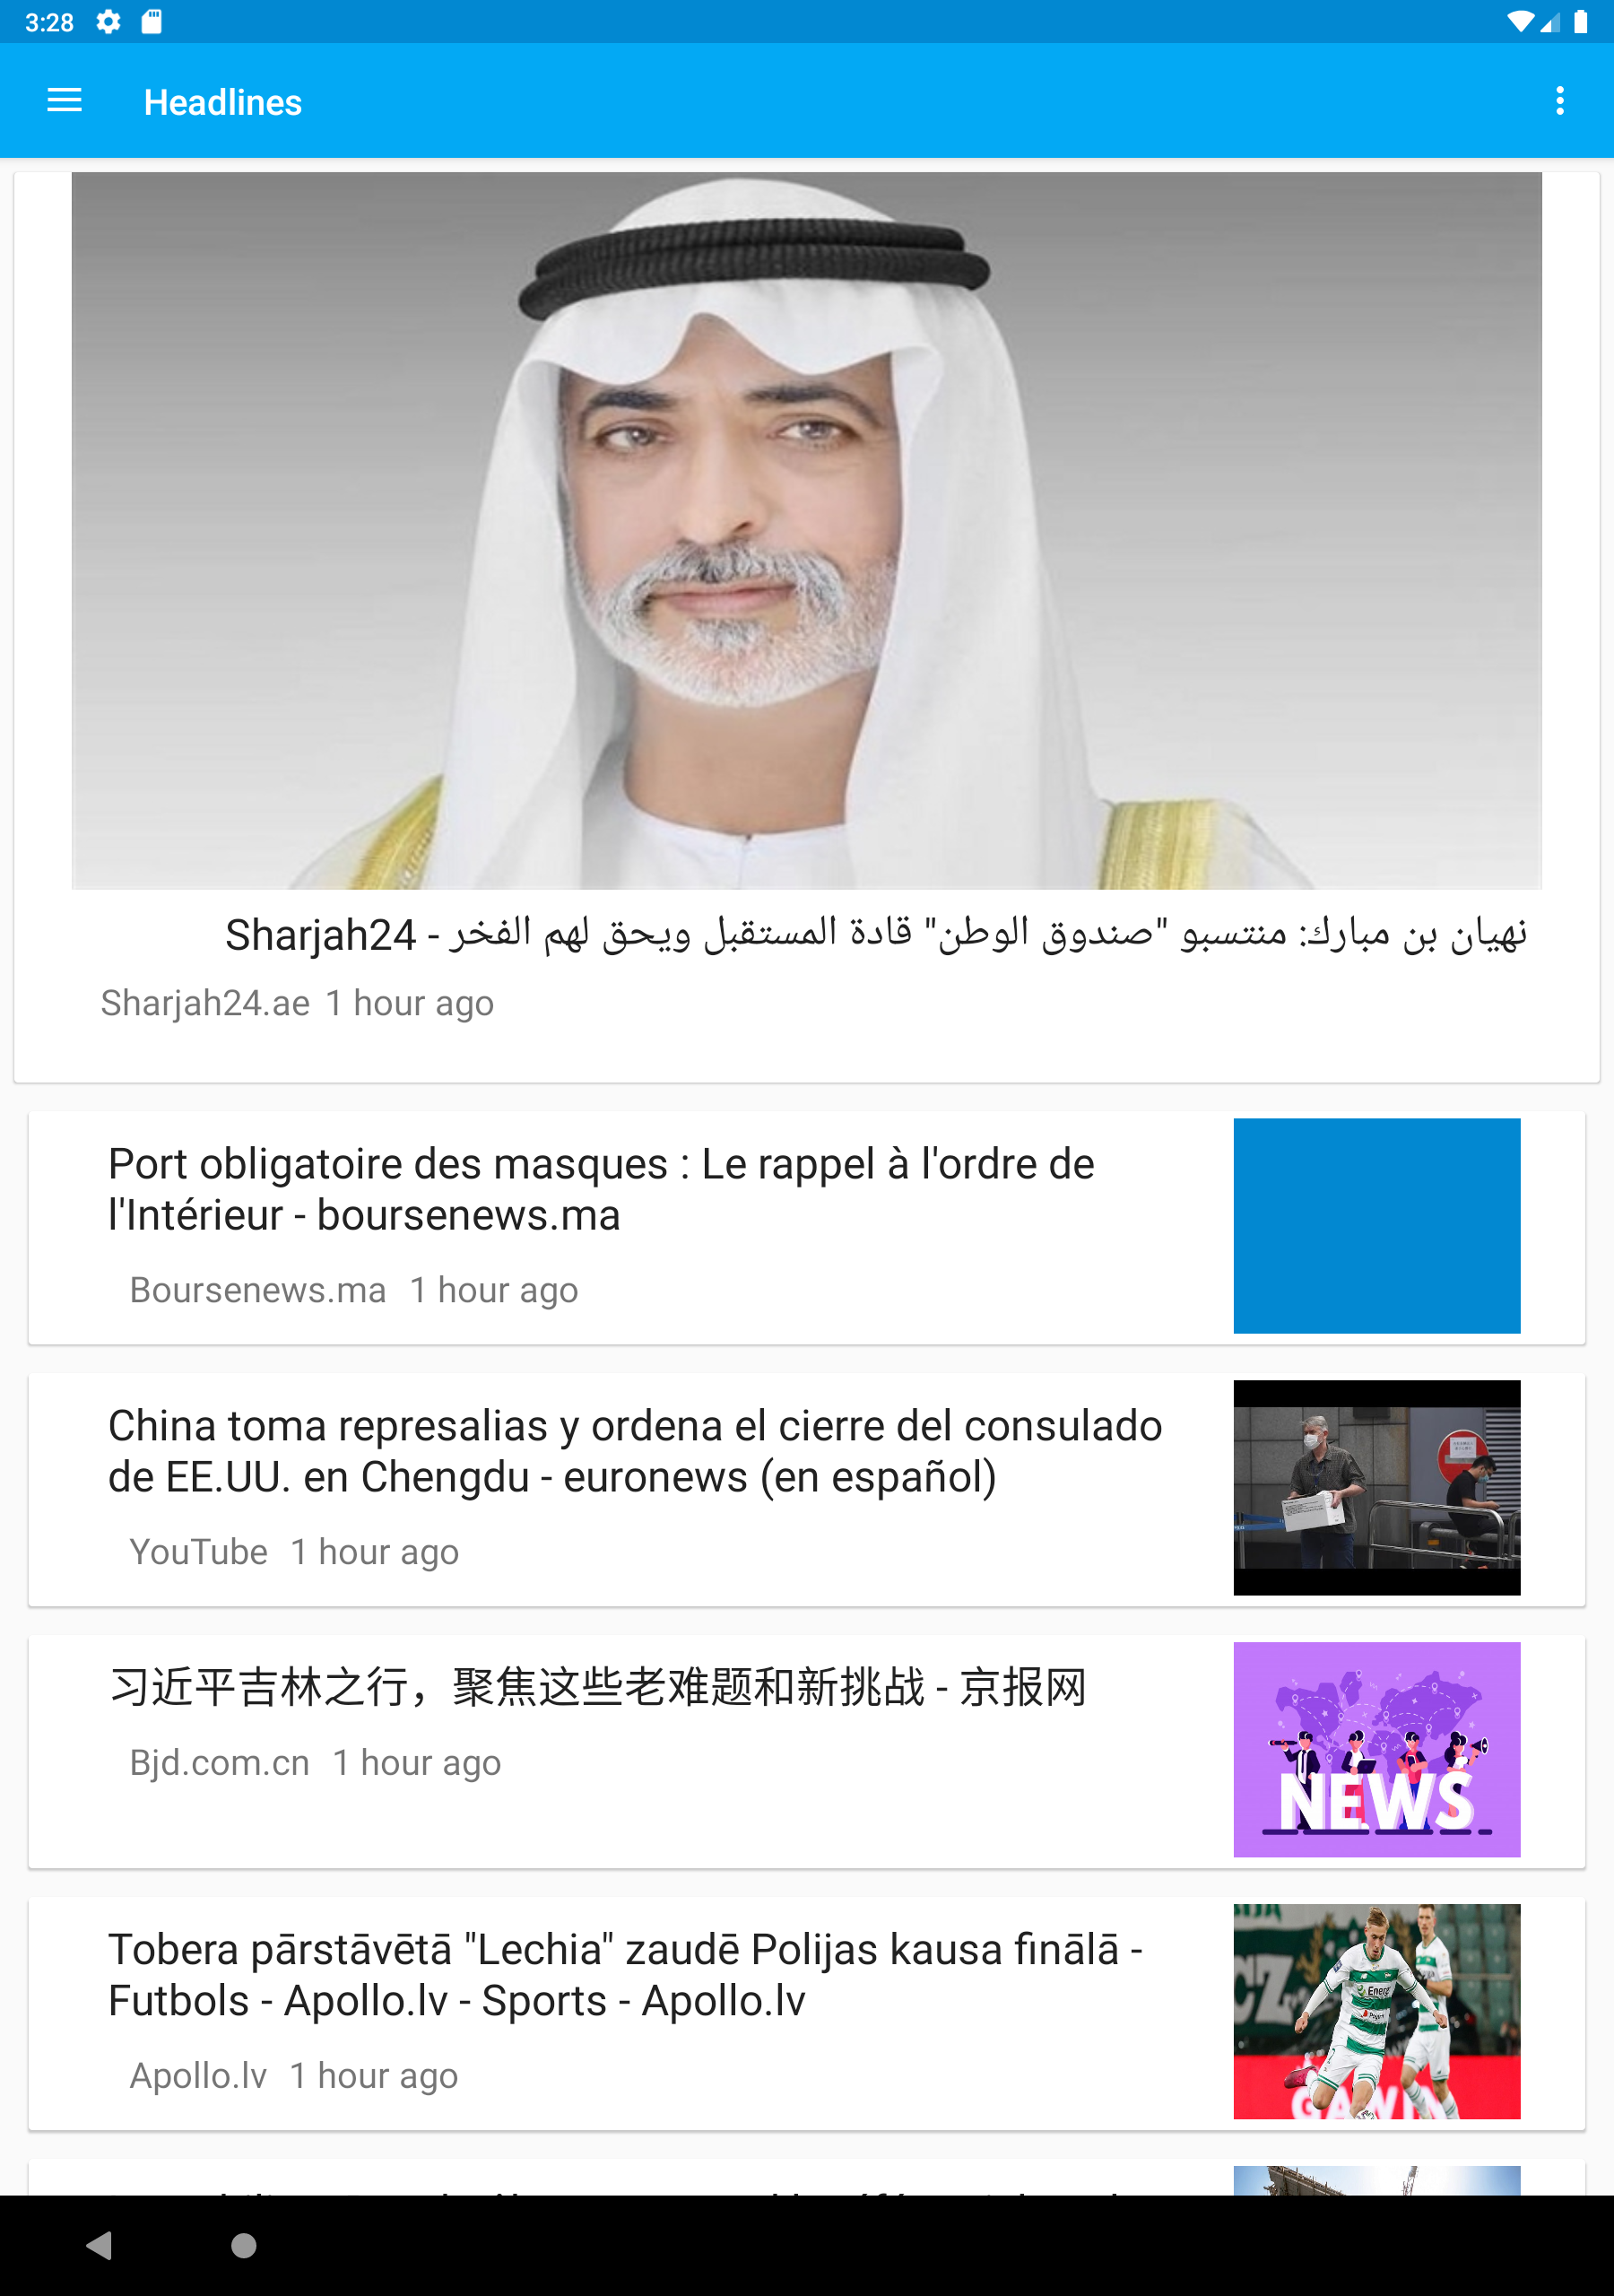 3:28
Headlines
نهيان بن مبارك: منتسبو "صندوق الوطن" قادة المستقبل ويحق لهم الفخر - Sharjah24
Sharjah24.ae 1 hour ago
Port obligatoire des masques : Le rappel à l'ordre de
l'Intérieur - boursenews.ma
Boursenews.ma 1 hour ago
China toma represalias y ordena el cierre del consulado
de EE.UU. en Chengdu - euronews (en español)
YouTube 1 hour ago
习近平吉林之行，聚焦这些老难题和新挑战 - 京报网
Bjd.com.cn 1 hour ago
NEWS
Tobera pārstāvētā "Lechia" zaudē Polijas kausa finālā -
Futbols - Apollo.lv - Sports - Apollo.lv
Apollo.lv 1 hour ago